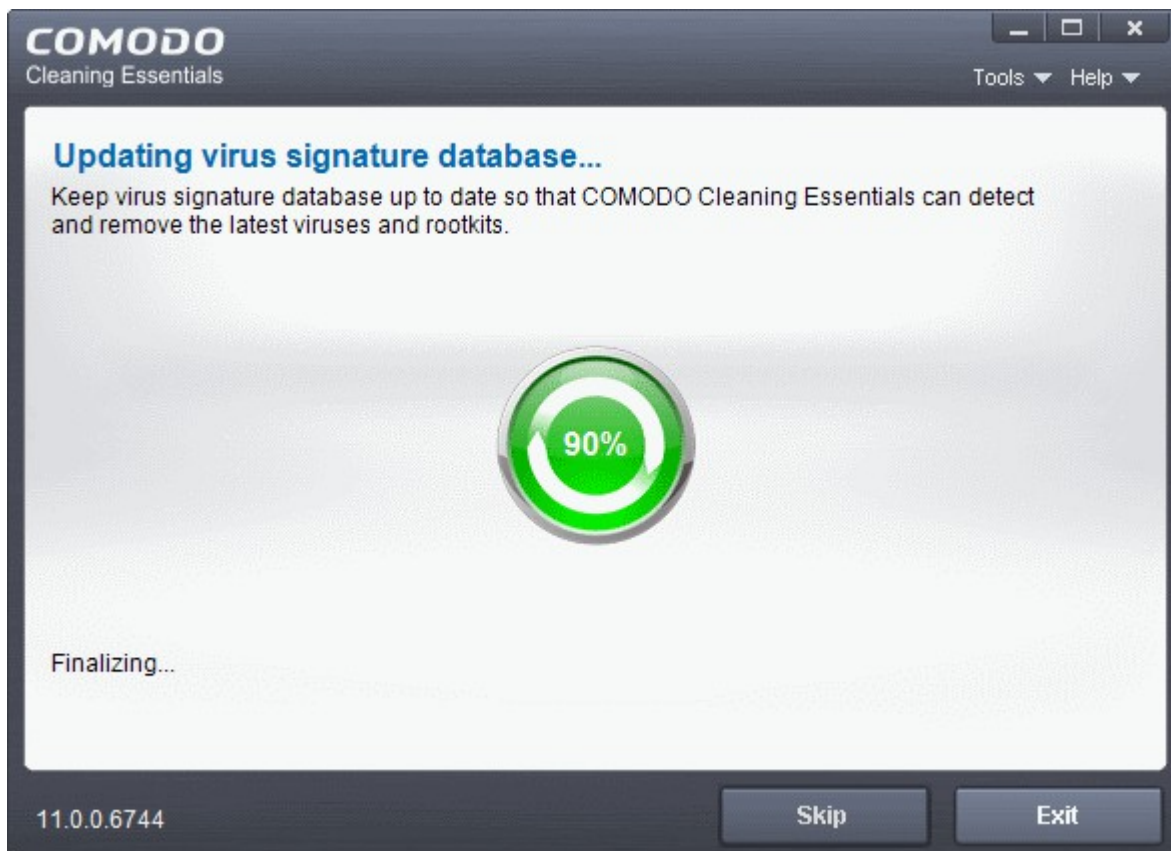 COMODO
Cleaning Essentials
Tools Help
Updating virus signature database...
Keep virus signature database up to date so that COMODO Cleaning Essentials can detect
and remove the latest viruses and rootkits.
90%
Finalizing...
11.0.0.6744
Skip
Exit